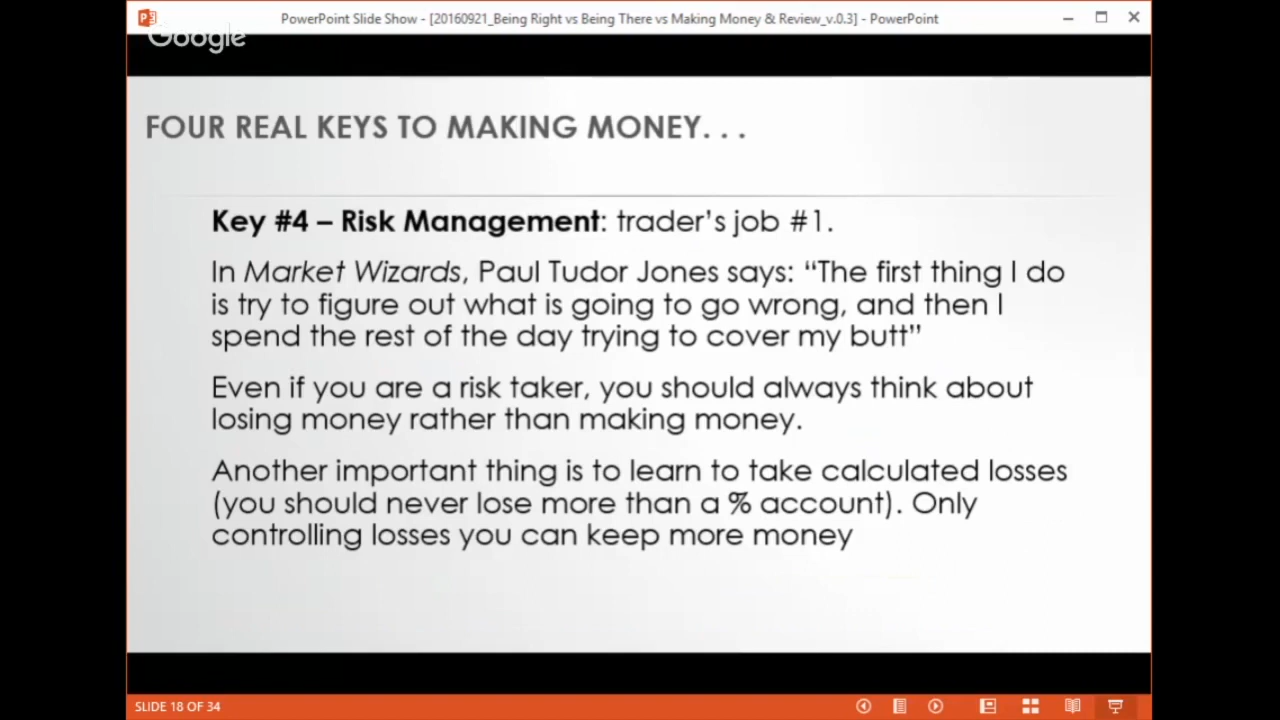 PowerPoint Slide Show - [20160921_Being Right vs Being There vs Making Money & Review_v.0.3] - PowerPoint
Google
FOUR REAL KEYS TO MAKING MONEY. . .
Key #4 – Risk Management: trader’s job #1.
In Market Wizards, Paul Tudor Jones says: “The first thing I do
is try to figure out what is going to go wrong, and then I
spend the rest of the day trying to cover my butt”
Even if you are a risk taker, you should always think about
losing money rather than making money.
Another important thing is to learn to take calculated losses
(you should never lose more than a % account). Only
controlling losses you can keep more money
SLIDE 18 OF 34